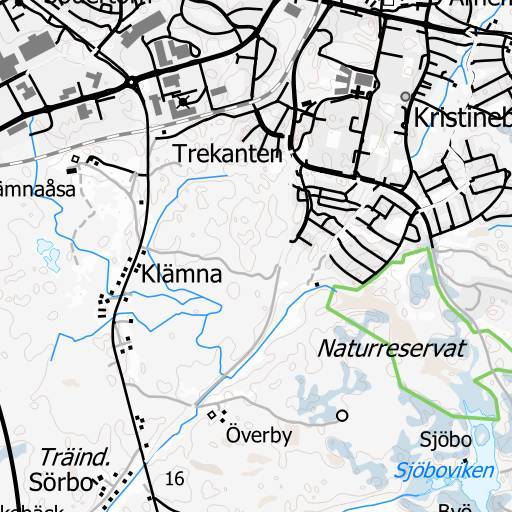 Kristineb
Trekanten
ämnaåsa
Klämna
Naturreservat
Överby
Sjöbo
Träind.
Sjöboviken
Sörbo
16